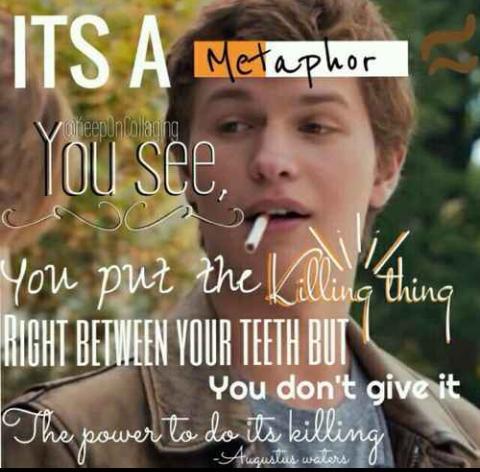 ITS A Metaphor
@KeepOnCollaging
You see,
You put the Killing thing
RIGHT BETWEEN YOUR TEETH BUT
You don't give it
The power to do its killing
-Augustus waters